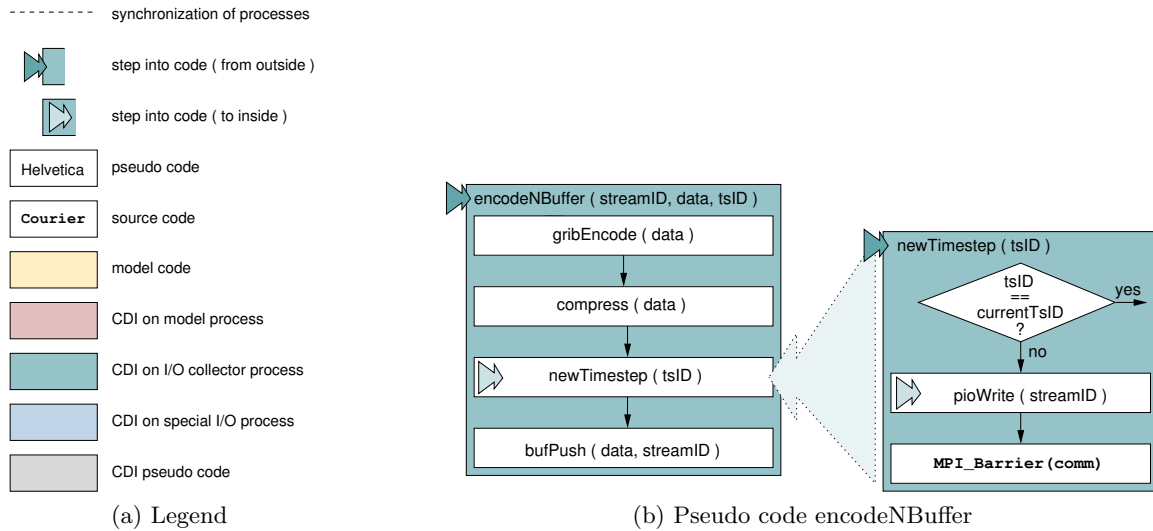 synchronization of processes
step into code ( from outside )
step into code ( to inside )
Helvetica pseudo code
Courier source code
model code
CDI on model process
CDI on I/O collector process
CDI on special I/O process
CDI pseudo code
(a) Legend
encodeNBuffer ( streamID, data, tsID )
gribEncode ( data )
compress ( data )
newTimestep ( tsID )
bufPush ( data, streamID )
newTimestep ( tsID )
tsID
==
currentTsID
?
yes
no
pioWrite ( streamID )
MPI_Barrier(comm)
(b) Pseudo code encodeNBuffer